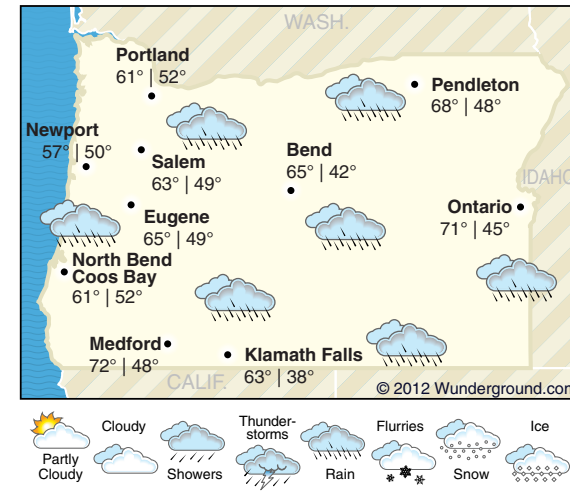 WASH.
Portland
61° | 52°
Pendleton
68° | 48°
Newport
57° | 50°
Salem
63° | 49°
Bend
65° | 42°
IDAHO
Ontario
71° | 45°
Eugene
65° | 49°
North Bend
Coos Bay
61° | 52°
Medford
72° | 48°
Klamath Falls
63° | 38°
CALIF.
© 2012 Wunderground.com
Partly
Cloudy
Cloudy
Showers
Thunder-
storms
Rain
Flurries
Snow
Ice